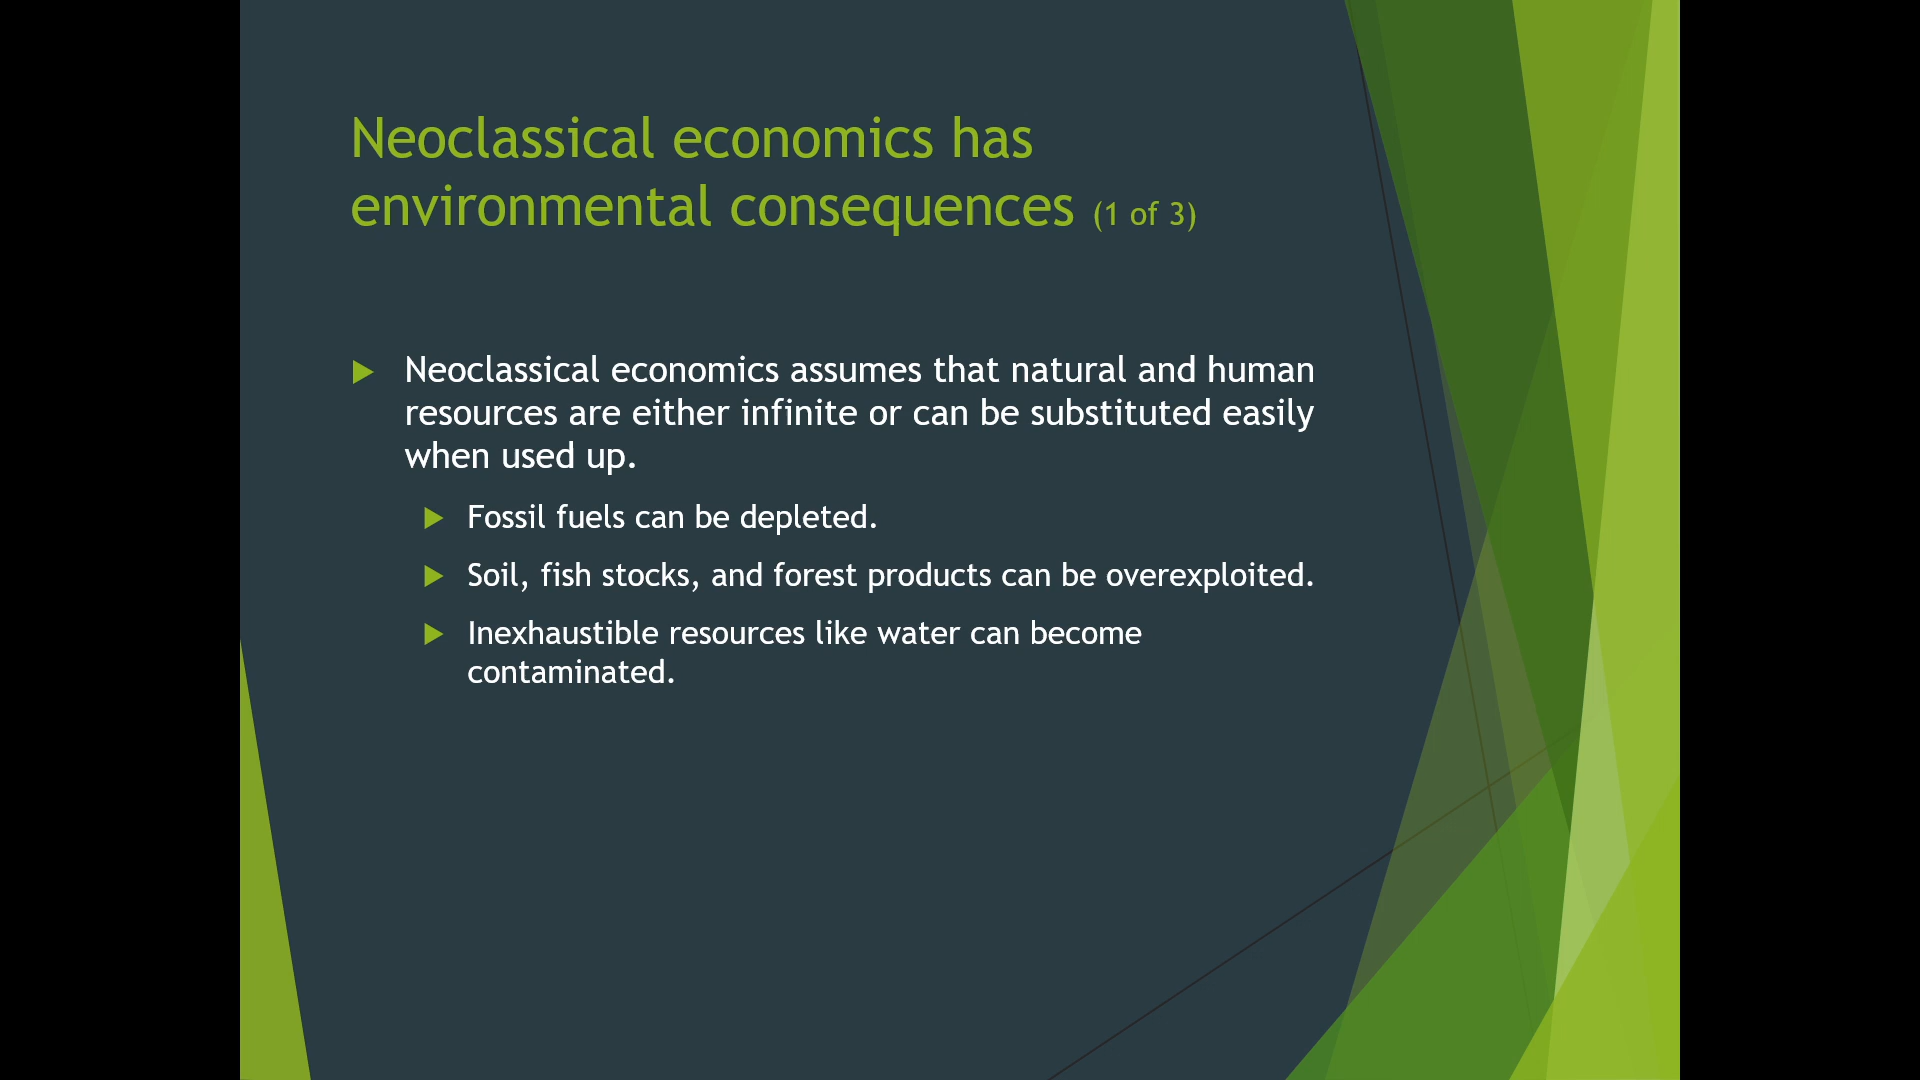 Neoclassical economics has
environmental consequences (1 of 3)
Neoclassical economics assumes that natural and human
resources are either infinite or can be substituted easily
when used up.
Fossil fuels can be depleted.
Soil, fish stocks, and forest products can be overexploited.
Inexhaustible resources like water can become
contaminated.